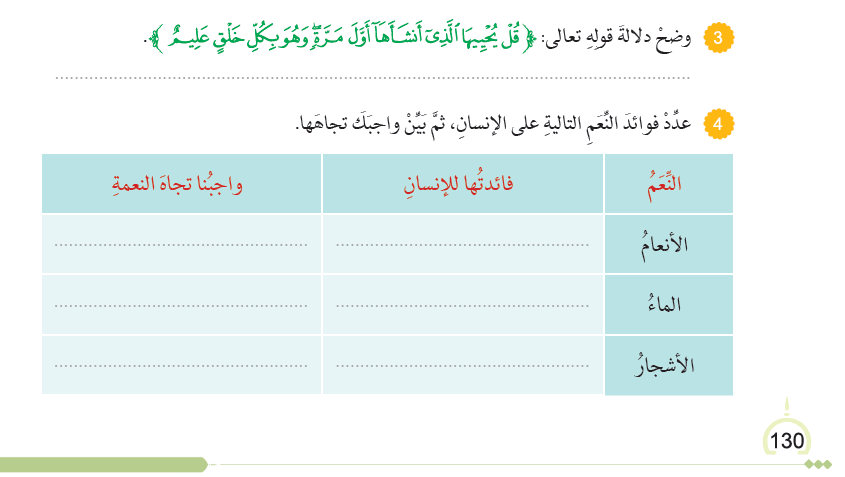 3 وضحْ دلالةَ قولِهِ تعالى: ﴿ قُلْ يُحْيِيهَا ٱلَّذِىٓ أَنشَأَهَآ أَوَّلَ مَرَّةٍۖ وَهُوَ بِكُلِّ خَلْقٍ عَلِيمٌ ﴾.
4 عدِّدْ فوائدَ النِّعَمِ التاليةِ على الإنسانِ، ثمَّ بَيِّنْ واجبَكَ تجاهَها.
النِّعَمُ فائدتُها للإنسانِ واجبُنا تجاهَ النعمةِ
الأنعامُ
الماءُ
الأشجارُ
130